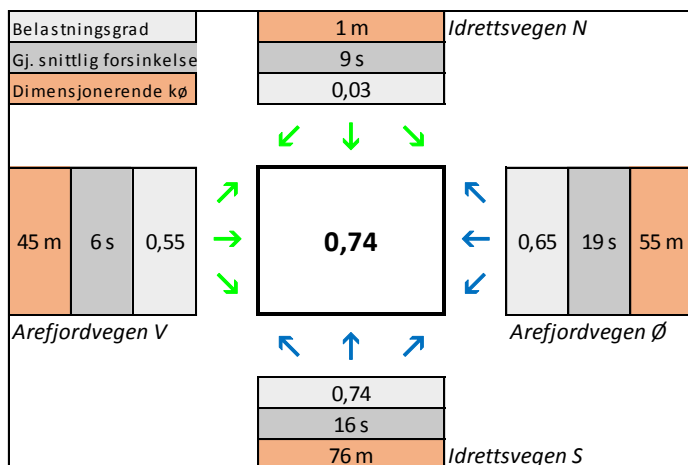 Belastningsgrad
Gj. snittlig forsinkelse
Dimensjonerende kø
1 m
9 s
0,03
Idrettsvegen N
45 m 6 s 0,55
Arefjordvegen V
0,74
0,65 19 s 55 m
Arefjordvegen Ø
0,74
16 s
76 m
Idrettsvegen S